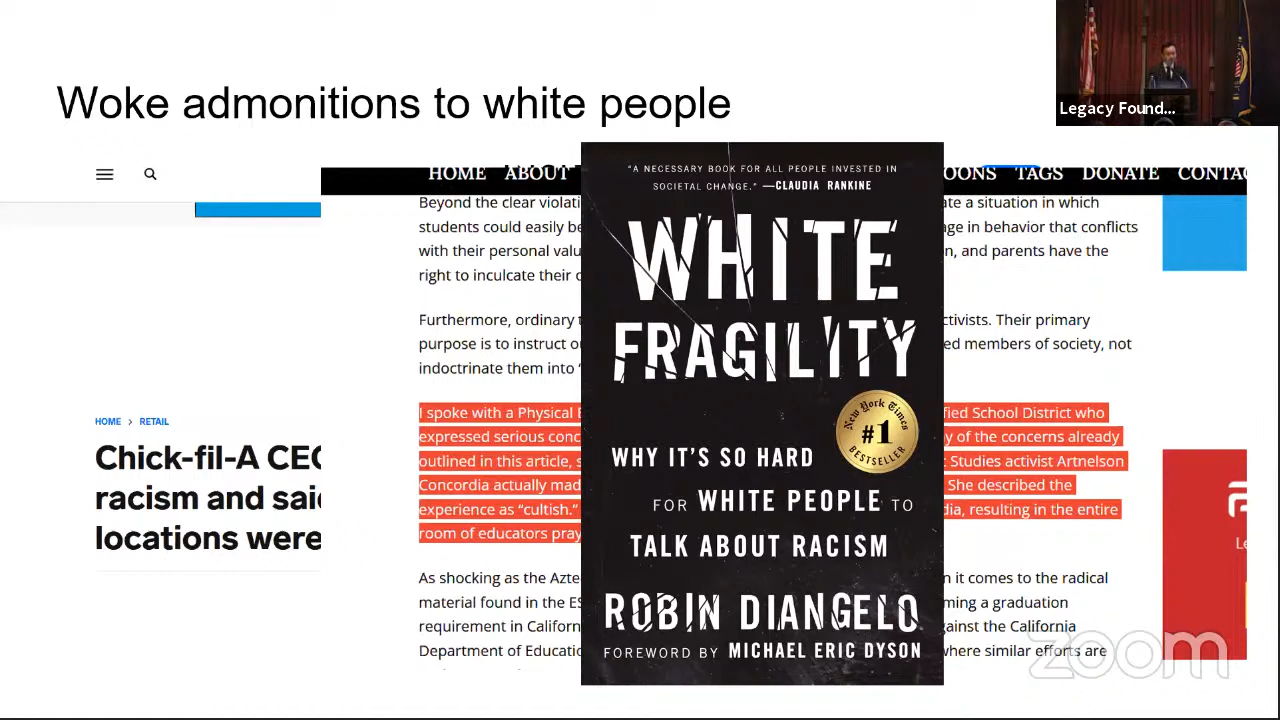 Woke admonitions to white people
Legacy Found...
HOME ABOUT
OONS TAGS DONATE CONTAC
HOME > RETAIL
Chick-fil-A CEO
racism and said
locations were
Beyond the clear violati
students could easily be
with their personal valu
right to inculcate their
Furthermore, ordinary
purpose is to instruct
indoctrinate them into
I spoke with a Physical
expressed serious conc
outlined in this article,
Concordia actually mad
experience as “cultish.”
room of educators pray
As shocking as the Azte
material found in the ES
requirement in Californ
Department of Educatio
"A NECESSARY BOOK FOR ALL PEOPLE INVESTED IN
SOCIETAL CHANGE." —CLAUDIA RANKINE
WHITE
FRAGILITY
New York Times
#1
BESTSELLER
WHY IT’S SO HARD
FOR WHITE PEOPLE TO
TALK ABOUT RACISM
ROBIN DIANGELO
FOREWORD BY MICHAEL ERIC DYSON
ate a situation in which
ge in behavior that conflicts
n, and parents have the
ctivists. Their primary
ed members of society, not
fied School District who
y of the concerns already
t Studies activist Artnelson
She described the
dia, resulting in the entire
n it comes to the radical
ming a graduation
gainst the California
where similar efforts are
Le
zoom